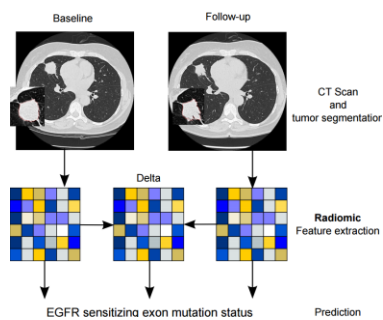 Baseline
Follow-up
CT Scan
and
tumor segmentation
Delta
Radiomic
Feature extraction
EGFR sensitizing exon mutation status
Prediction